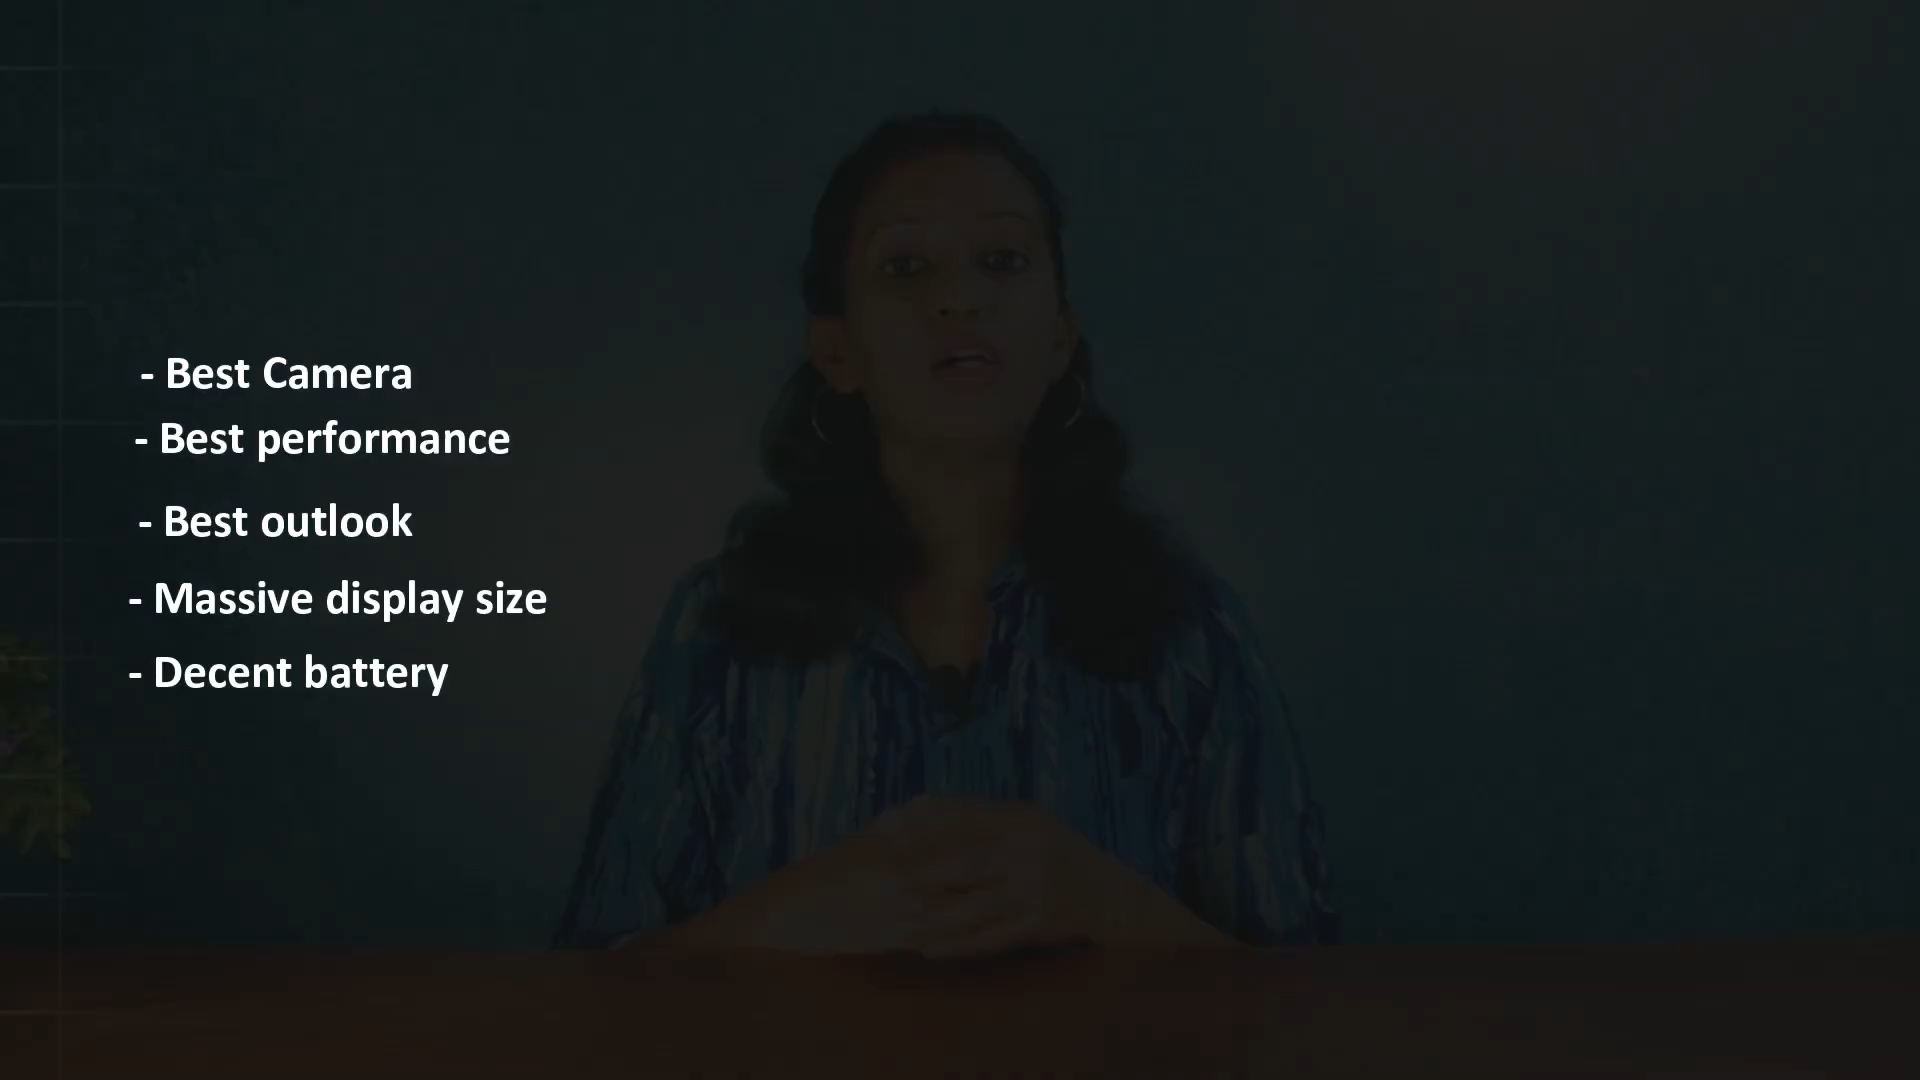 - Best Camera
- Best performance
- Best outlook
- Massive display size
- Decent battery